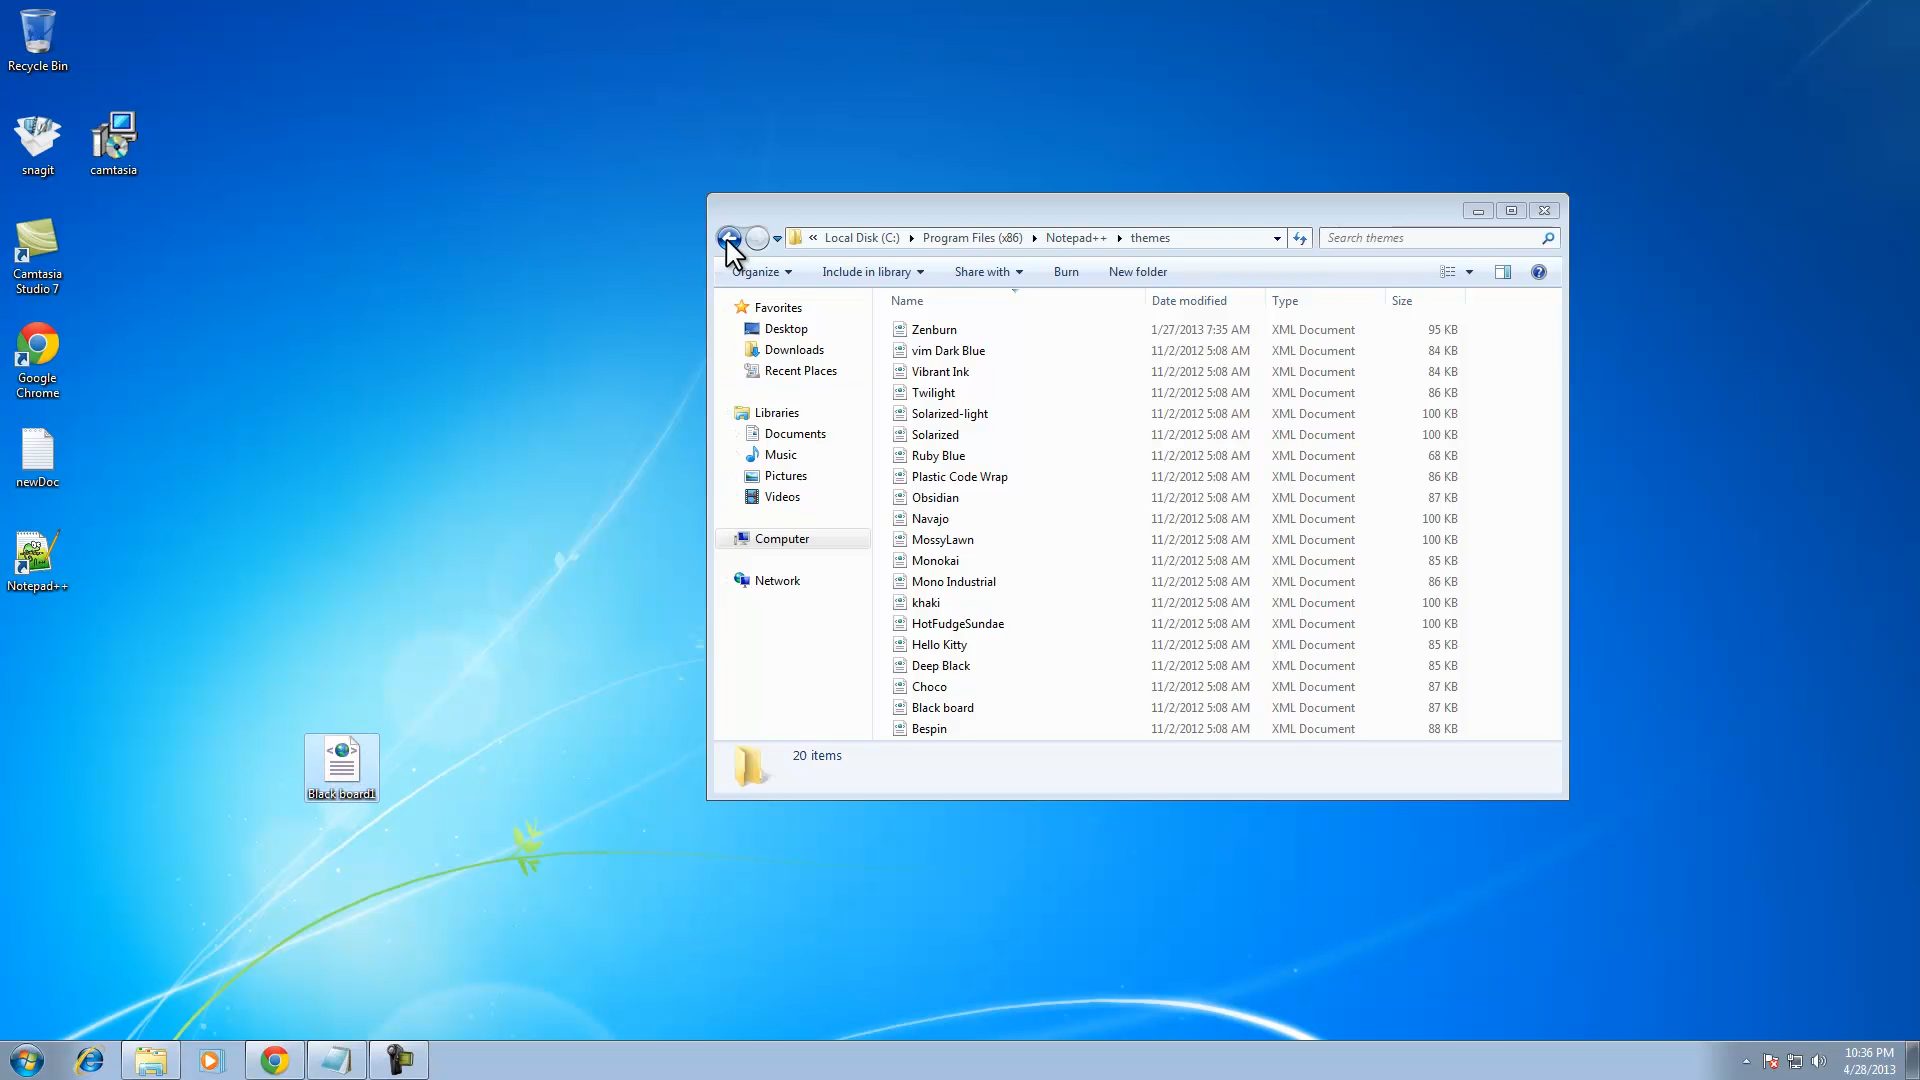 Recycle Bin
snagit
camtasia
Camtasia
Studio 7
Google
Chrome
newDoc
Notepad++
Black board1
« Local Disk (C:) Program Files (x86) Notepad++ themes
Search themes
Organize Include in library Share with Burn New folder
Favorites
Desktop
Downloads
Recent Places
Libraries
Documents
Music
Pictures
Videos
Computer
Network
Name Date modified Type Size
Zenburn 1/27/2013 7:35 AM XML Document 95 KB
vim Dark Blue 11/2/2012 5:08 AM XML Document 84 KB
Vibrant Ink 11/2/2012 5:08 AM XML Document 84 KB
Twilight 11/2/2012 5:08 AM XML Document 86 KB
Solarized-light 11/2/2012 5:08 AM XML Document 100 KB
Solarized 11/2/2012 5:08 AM XML Document 100 KB
Ruby Blue 11/2/2012 5:08 AM XML Document 68 KB
Plastic Code Wrap 11/2/2012 5:08 AM XML Document 86 KB
Obsidian 11/2/2012 5:08 AM XML Document 87 KB
Navajo 11/2/2012 5:08 AM XML Document 100 KB
MossyLawn 11/2/2012 5:08 AM XML Document 100 KB
Monokai 11/2/2012 5:08 AM XML Document 85 KB
Mono Industrial 11/2/2012 5:08 AM XML Document 86 KB
khaki 11/2/2012 5:08 AM XML Document 100 KB
HotFudgeSundae 11/2/2012 5:08 AM XML Document 100 KB
Hello Kitty 11/2/2012 5:08 AM XML Document 85 KB
Deep Black 11/2/2012 5:08 AM XML Document 85 KB
Choco 11/2/2012 5:08 AM XML Document 87 KB
Black board 11/2/2012 5:08 AM XML Document 87 KB
Bespin 11/2/2012 5:08 AM XML Document 88 KB
20 items
10:36 PM
4/28/2013